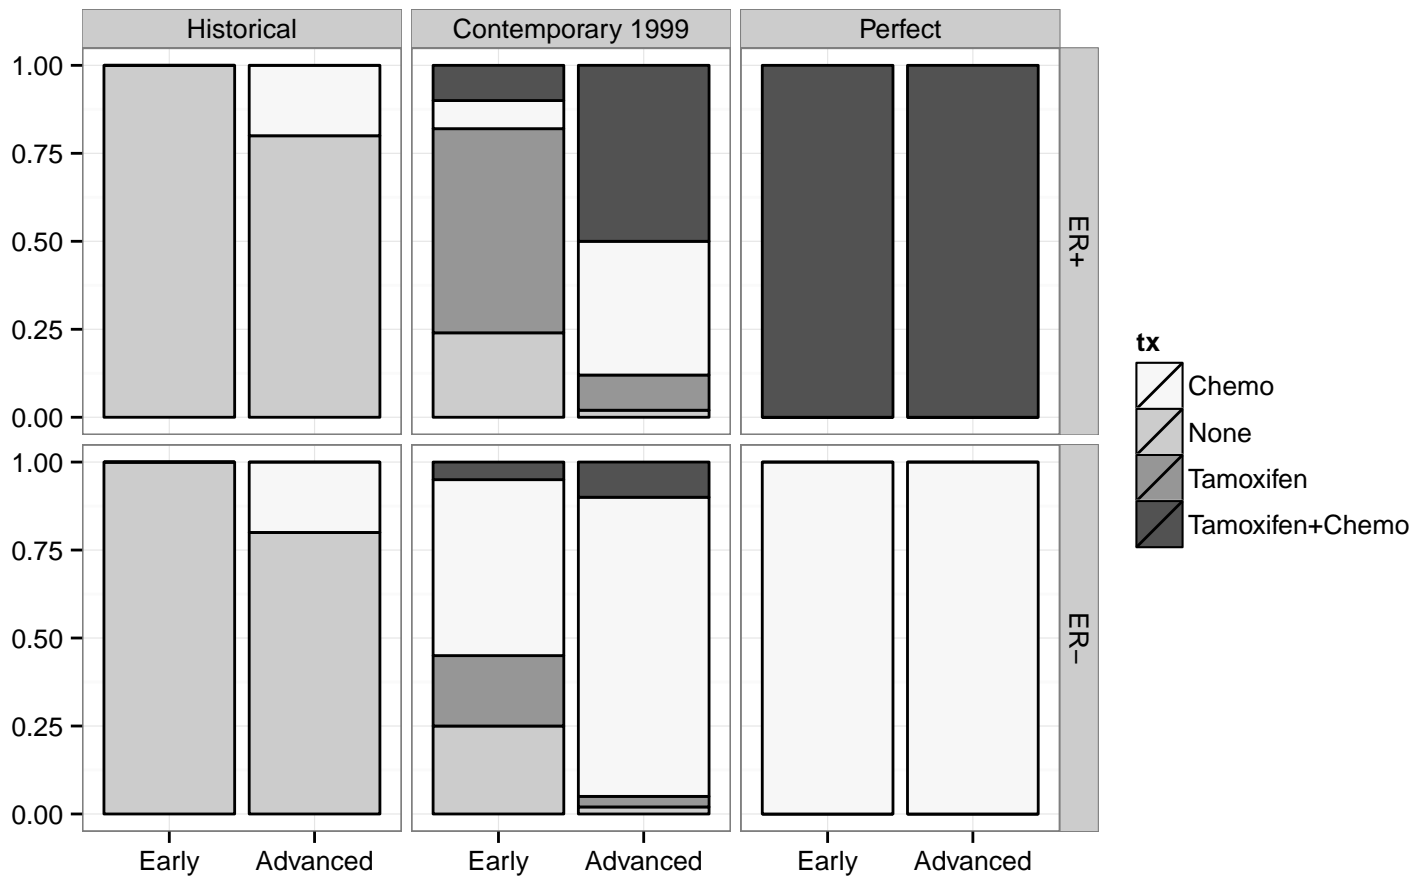 Historical
Contemporary 1999
Perfect
1.00
0.75
0.50
0.25
0.00
ER+
1.00
0.75
0.50
0.25
0.00
ER−
Early
Advanced
Early
Advanced
Early
Advanced
tx
Chemo
None
Tamoxifen
Tamoxifen+Chemo